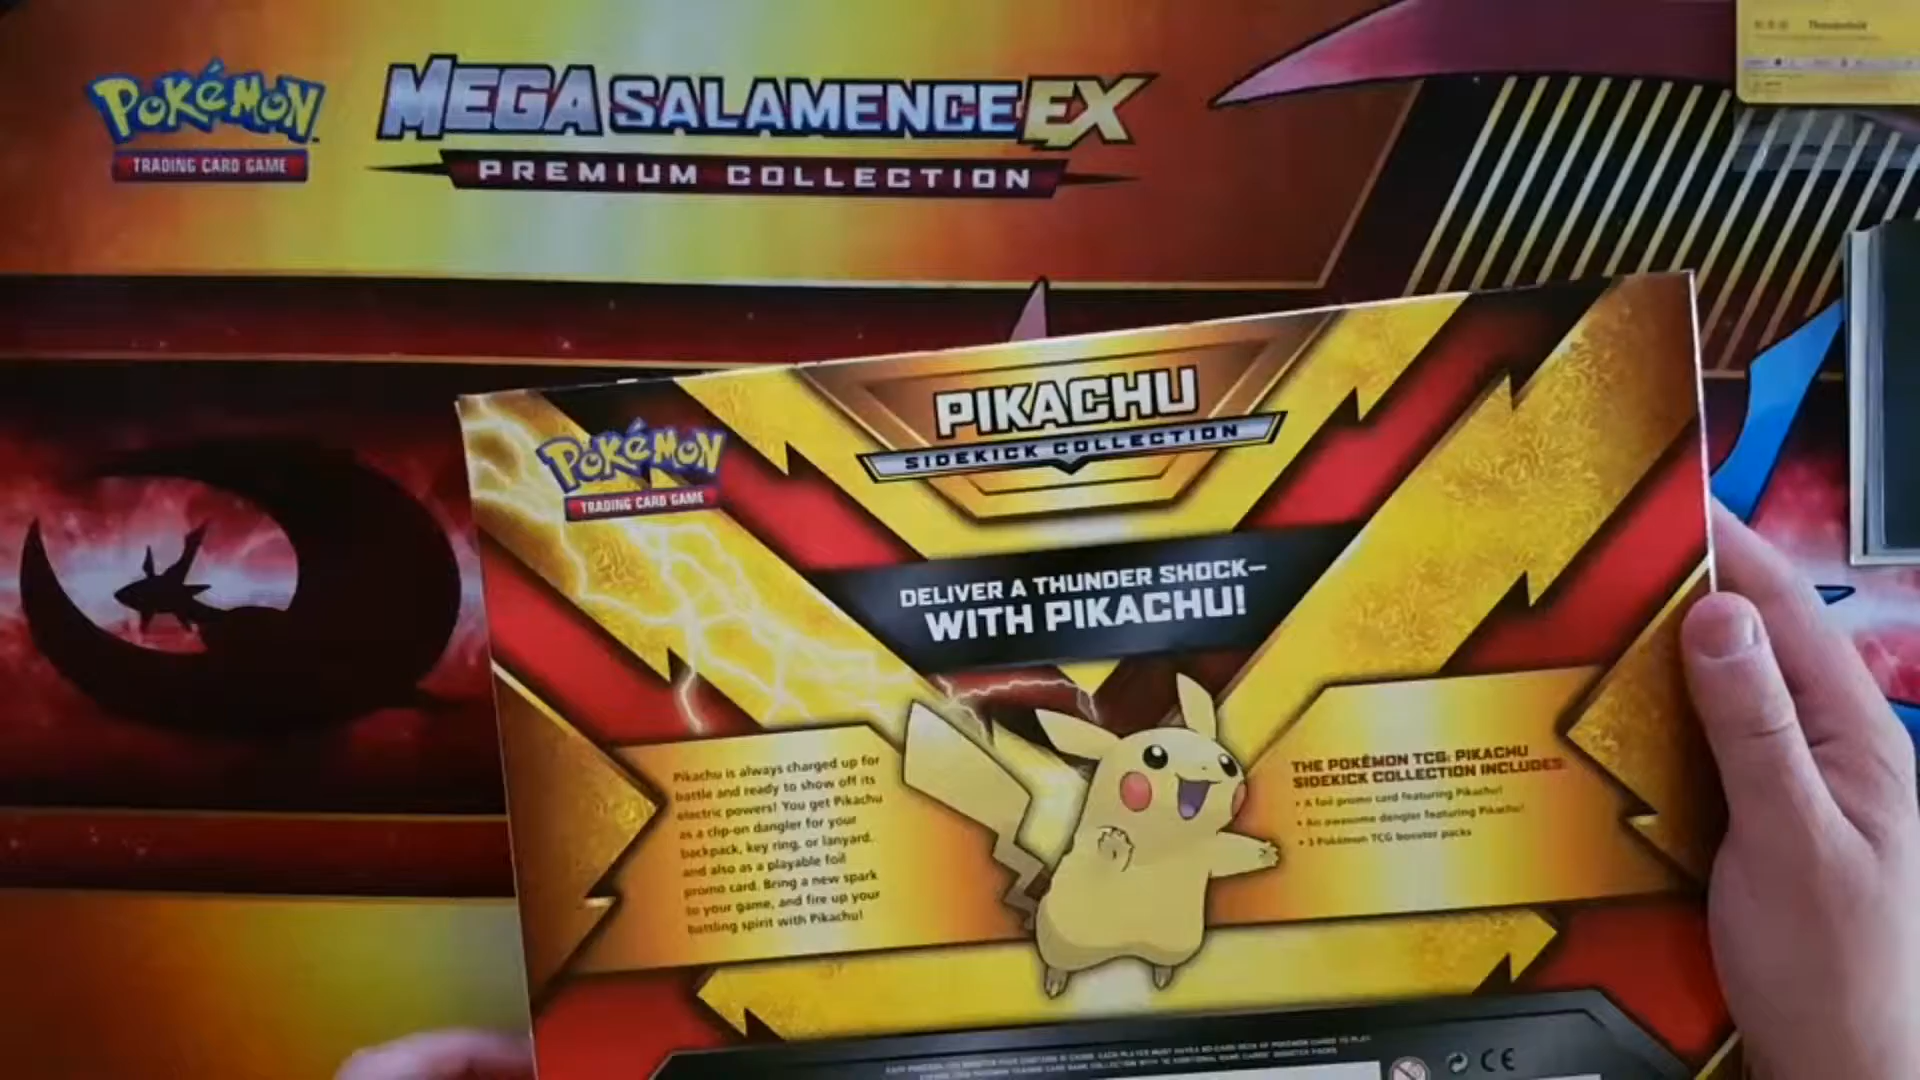 POKÉMON
TRADING CARD GAME
MEGA SALAMENCE EX
PREMIUM COLLECTION
POKÉMON
TRADING CARD GAME
PIKACHU
SIDEKICK COLLECTION
DELIVER A THUNDER SHOCK—
WITH PIKACHU!
Pikachu is always charged up for
battle and ready to show off its
electric powers! You get Pikachu
as a clip-on dangler for your
backpack, key ring, or lanyard,
and also as a playable foil
promo card. Bring a new spark
to your game, and fire up your
battling spirit with Pikachu!
THE POKÉMON TCG: PIKACHU
SIDEKICK COLLECTION INCLUDES:
• A foil promo card featuring Pikachu!
• An awesome dangler featuring Pikachu!
• 3 Pokémon TCG booster packs
CE